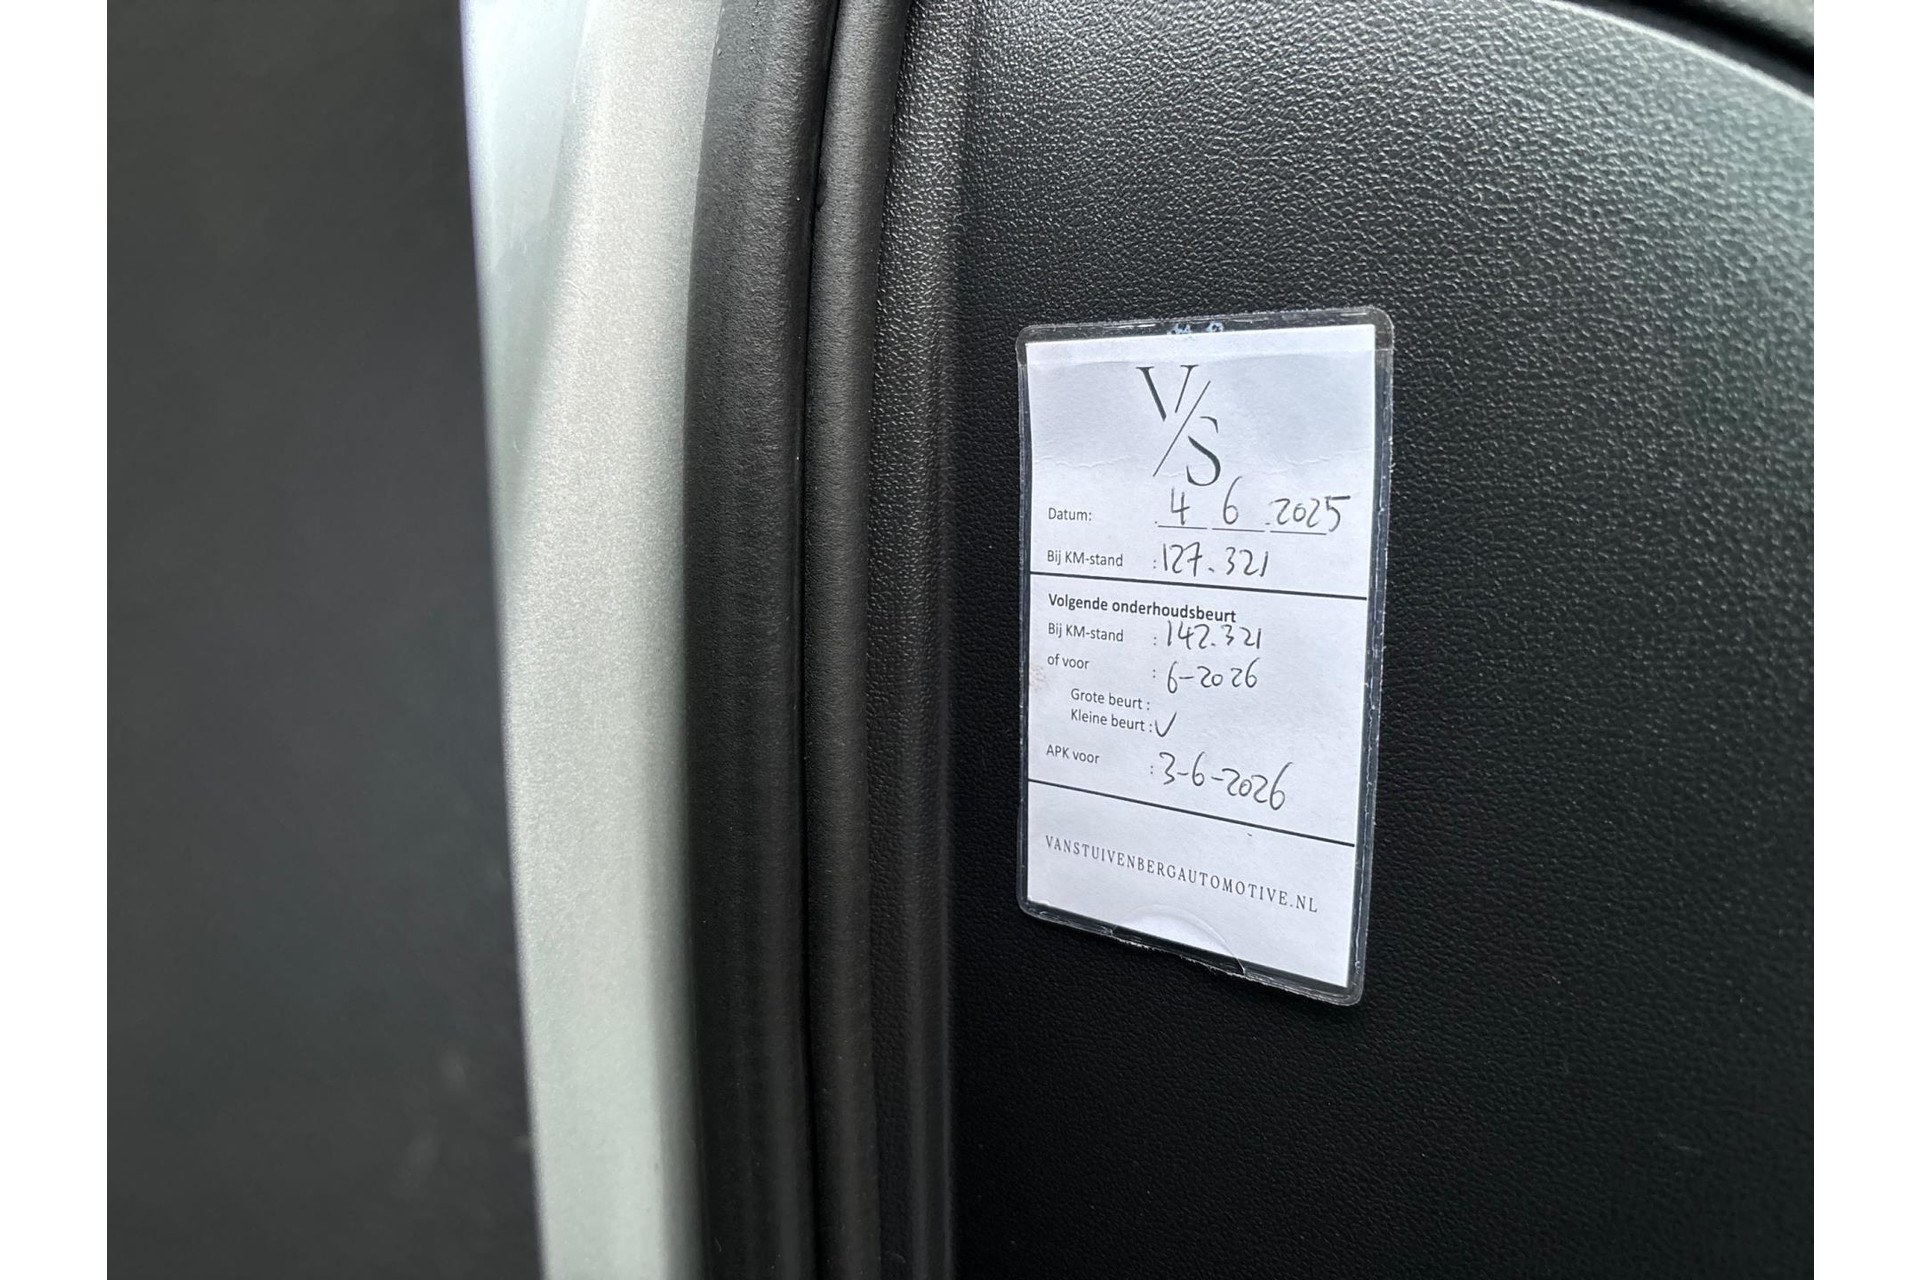 V/S
Datum: 4 6 2025
Bij KM-stand : 127.321
Volgende onderhoudsbeurt
Bij KM-stand : 142.321
of voor : 6-2026
Grote beurt :
Kleine beurt : ✓
APK voor : 3-6-2026
VANSTUIVENBERGAUTOMOTIVE.NL